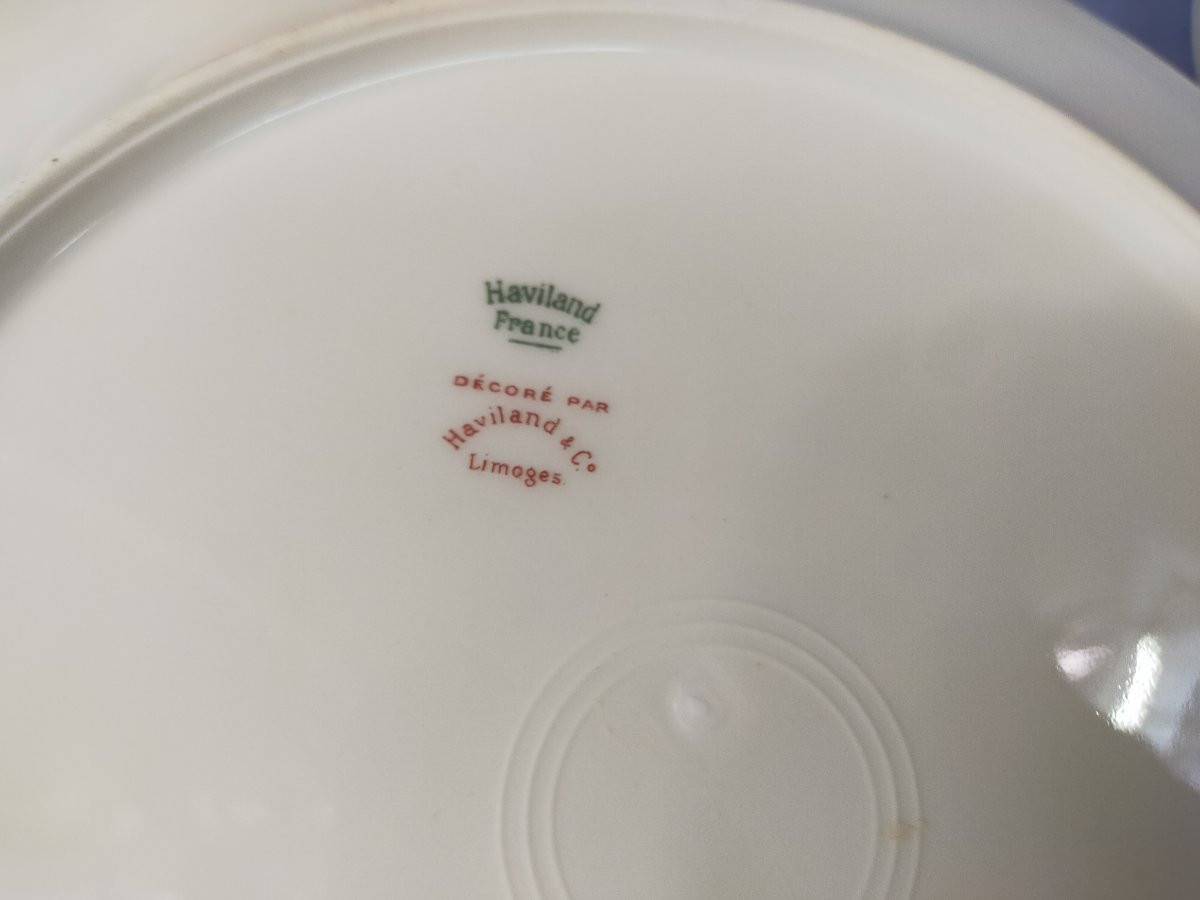 Haviland
France
DÉCORÉ PAR
Haviland & Cº
Limoges.